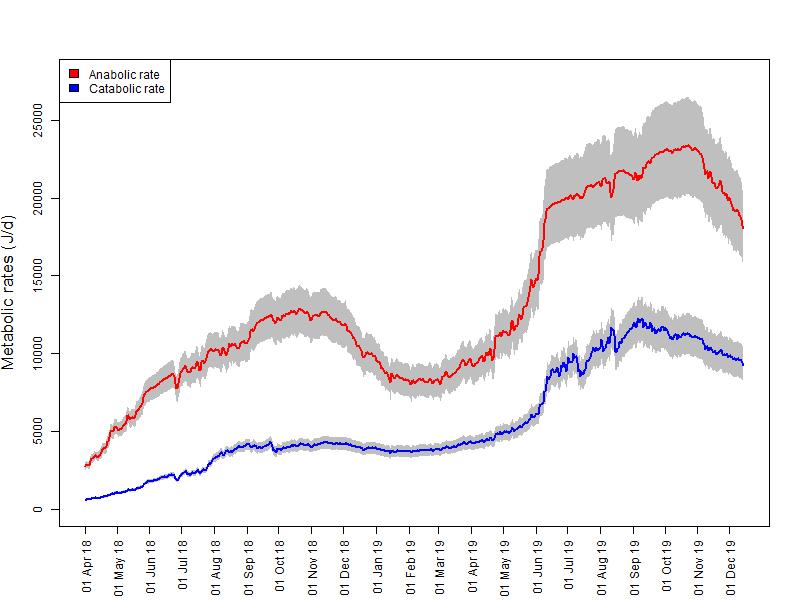 Anabolic rate
Catabolic rate
Metabolic rates (J/d)
25000
20000
15000
10000
5000
0
01 Apr 18
01 May 18
01 Jun 18
01 Jul 18
01 Aug 18
01 Sep 18
01 Oct 18
01 Nov 18
01 Dec 18
01 Jan 19
01 Feb 19
01 Mar 19
01 Apr 19
01 May 19
01 Jun 19
01 Jul 19
01 Aug 19
01 Sep 19
01 Oct 19
01 Nov 19
01 Dec 19